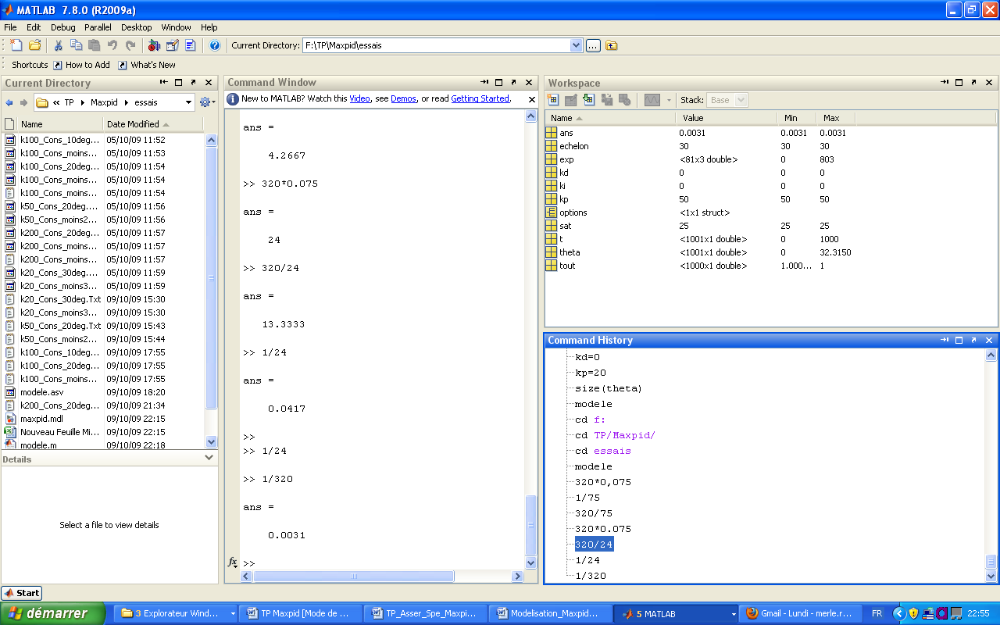 MATLAB 7.8.0 (R2009a)
File Edit Debug Parallel Desktop Window Help
Current Directory: F:\TP\Maxpid\essais
Shortcuts How to Add What's New
Current Directory
« TP Maxpid essais
Name Date Modified
k100_Cons_10deg... 05/10/09 11:52
k100_Cons_moins... 05/10/09 11:53
k100_Cons_20deg... 05/10/09 11:54
k100_Cons_moins... 05/10/09 11:54
k100_Cons_moins... 05/10/09 11:54
k50_Cons_20deg.... 05/10/09 11:56
k50_Cons_moins2... 05/10/09 11:56
k200_Cons_20deg... 05/10/09 11:57
k200_Cons_moins... 05/10/09 11:57
k200_Cons_moins... 05/10/09 11:57
k20_Cons_30deg.... 05/10/09 11:59
k20_Cons_moins3... 05/10/09 11:59
k20_Cons_30deg.Txt 09/10/09 15:30
k20_Cons_moins3... 09/10/09 15:30
k50_Cons_20deg.Txt 09/10/09 15:43
k50_Cons_moins2... 09/10/09 15:44
k100_Cons_10deg... 09/10/09 17:55
k100_Cons_20deg... 09/10/09 17:55
k100_Cons_m... 09/10/09 17:55
modele.asv 09/10/09 18:20
k200_Cons_20deg... 09/10/09 21:34
maxpid.mdl 09/10/09 22:15
Nouveau Feuille Mi... 09/10/09 22:15
modele.m 09/10/09 22:18
Details
Select a file to view details
Command Window
New to MATLAB? Watch this Video, see Demos, or read Getting Started.
ans =
4.2667
>> 320*0.075
ans =
24
>> 320/24
ans =
13.3333
>> 1/24
ans =
0.0417
>>
>> 1/24
>> 1/320
ans =
0.0031
fx >>
Workspace
Stack: Base
Name Value Min Max
ans 0.0031 0.0031 0.0031
echelon 30 30 30
exp <81x3 double> 0 803
kd 0 0 0
ki 0 0 0
kp 50 50 50
options <1x1 struct>
sat 25 25 25
t <1001x1 double> 0 1000
theta <1001x1 double> 0 32.3150
tout <1000x1 double> 1.000... 1
Command History
kd=0
kp=20
size(theta)
modele
cd f:
cd TP/Maxpid/
cd essais
modele
320*0,075
1/75
320/75
320*0.075
320/24
1/24
1/320
Start
démarrer 3 Explorateur Wind... TP Maxpid [Mode de ... TP_Asser_Spe_Maxpi... Modelisation_Maxpid... 5 MATLAB Gmail - Lundi - merle.r... FR 22:55